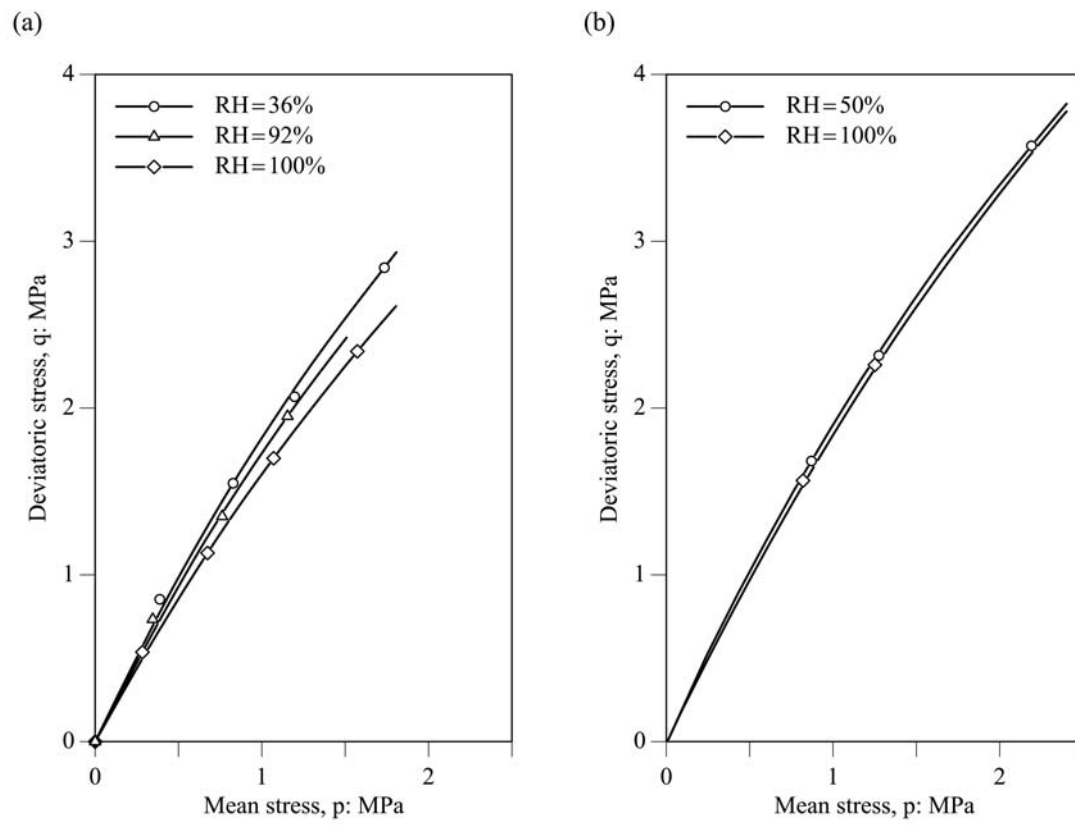 (a)
(b)
4
3
2
1
0
0
1
2
Deviatoric stress, q: MPa
Mean stress, p: MPa
RH=36%
RH=92%
RH=100%
4
3
2
1
0
0
1
2
Deviatoric stress, q: MPa
Mean stress, p: MPa
RH=50%
RH=100%